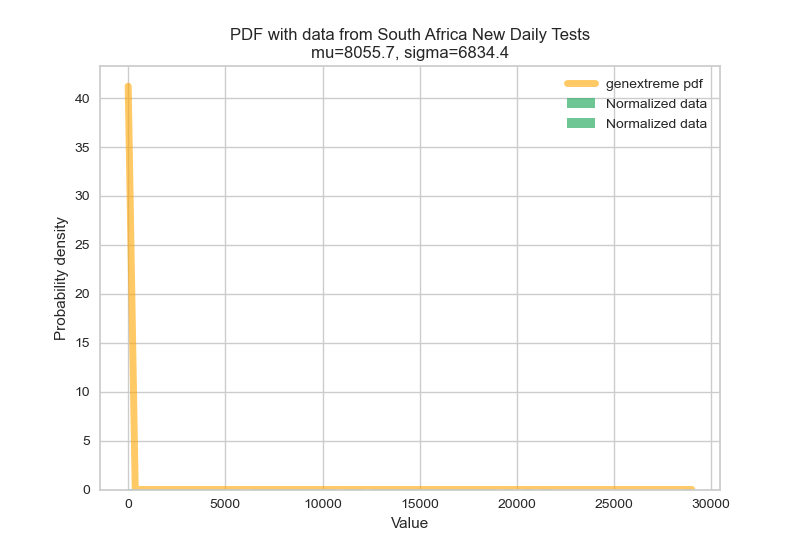 PDF with data from South Africa New Daily Tests
mu=8055.7, sigma=6834.4
genextreme pdf
Normalized data
Normalized data
40
35
30
25
20
15
10
5
0
Probability density
0 5000 10000 15000 20000 25000 30000
Value